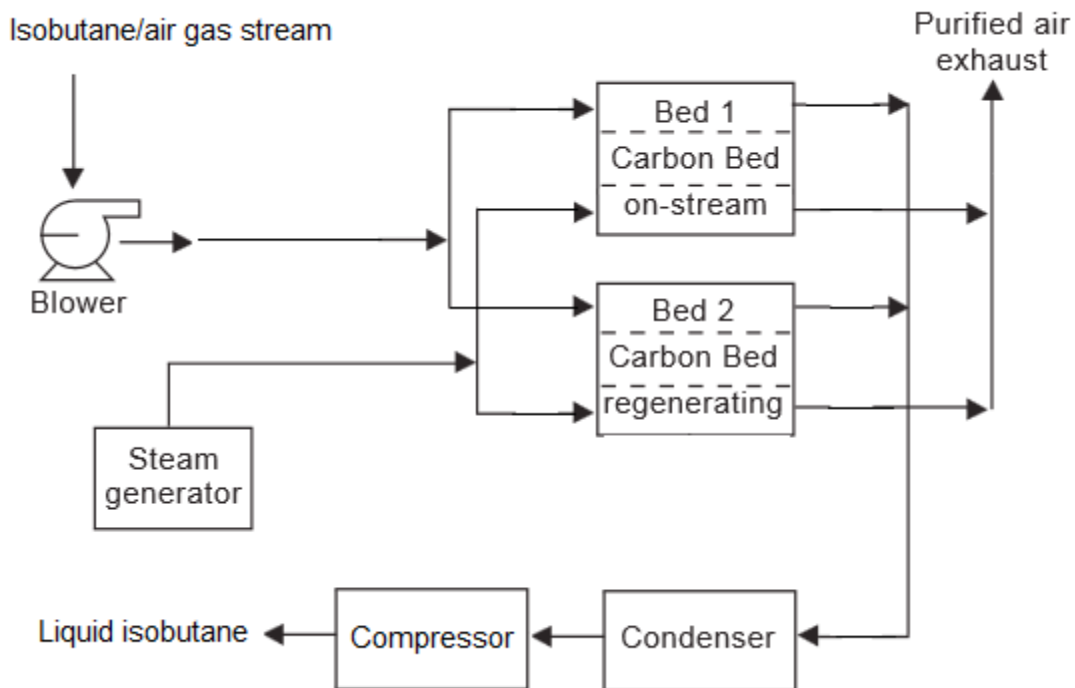 Isobutane/air gas stream
Purified air
exhaust
Bed 1
Carbon Bed
on-stream
Blower
Bed 2
Carbon Bed
regenerating
Steam
generator
Liquid isobutane
Compressor
Condenser